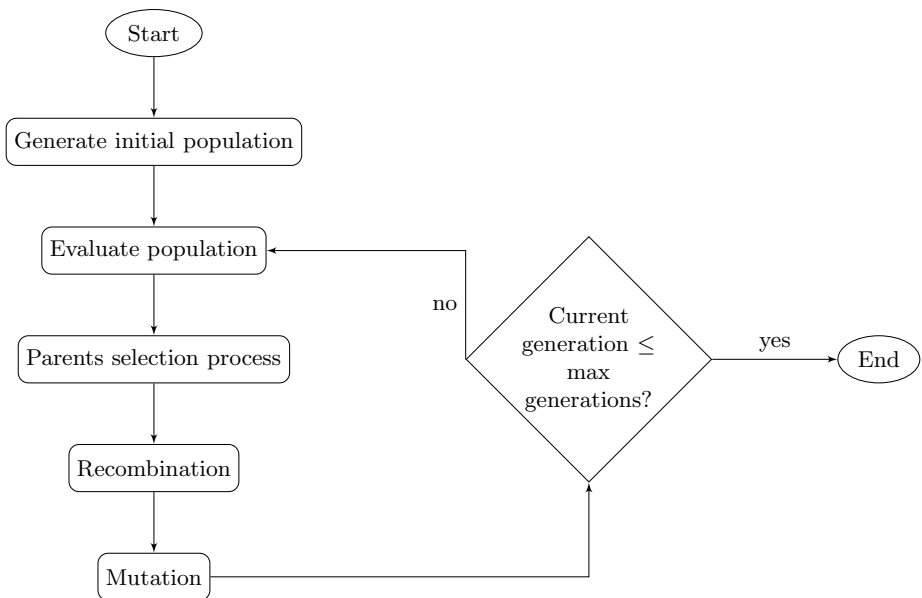 Start
Generate initial population
Evaluate population
Parents selection process
Recombination
Mutation
no
Current
generation ≤
max
generations?
yes
End